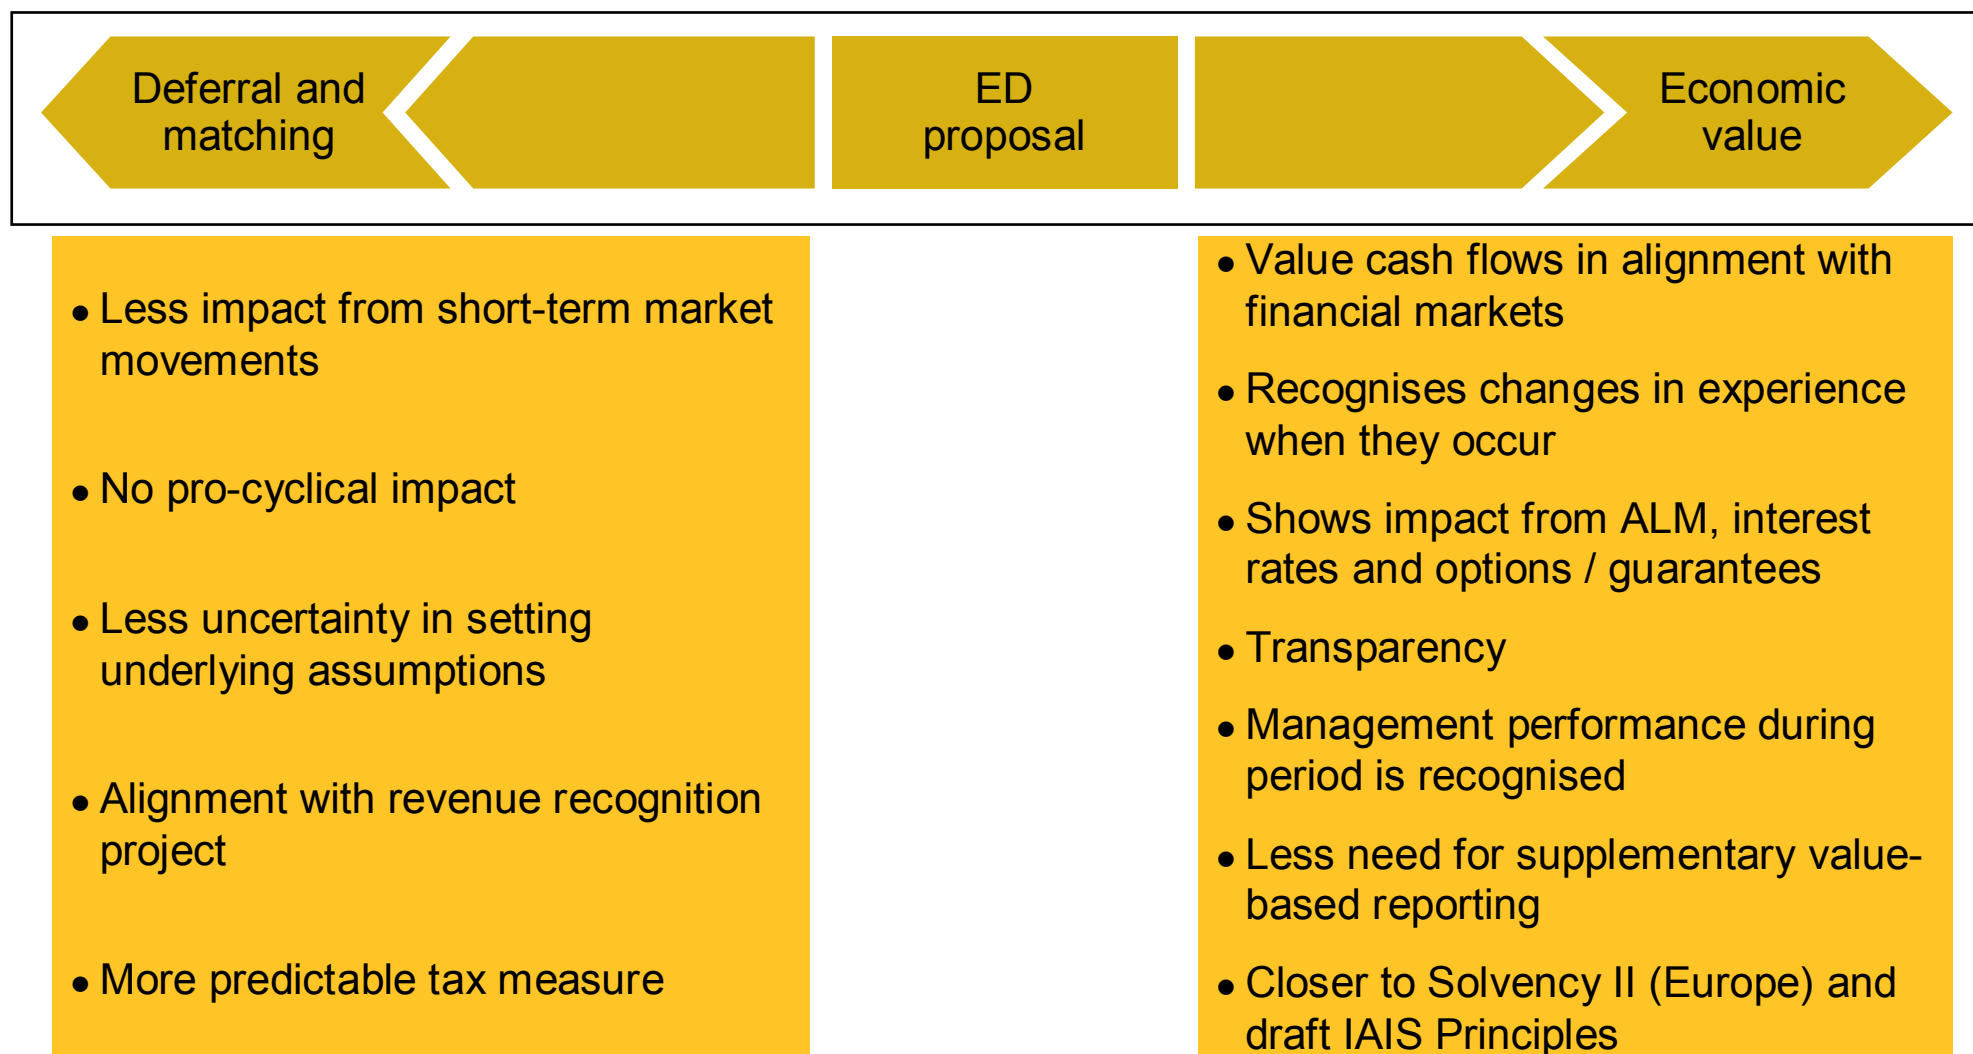 Deferral and
matching
ED
proposal
Economic
value
● Less impact from short-term market
movements
● No pro-cyclical impact
● Less uncertainty in setting
underlying assumptions
● Alignment with revenue recognition
project
● More predictable tax measure
● Value cash flows in alignment with
financial markets
● Recognises changes in experience
when they occur
● Shows impact from ALM, interest
rates and options / guarantees
● Transparency
● Management performance during
period is recognised
● Less need for supplementary value-
based reporting
● Closer to Solvency II (Europe) and
draft IAIS Principles